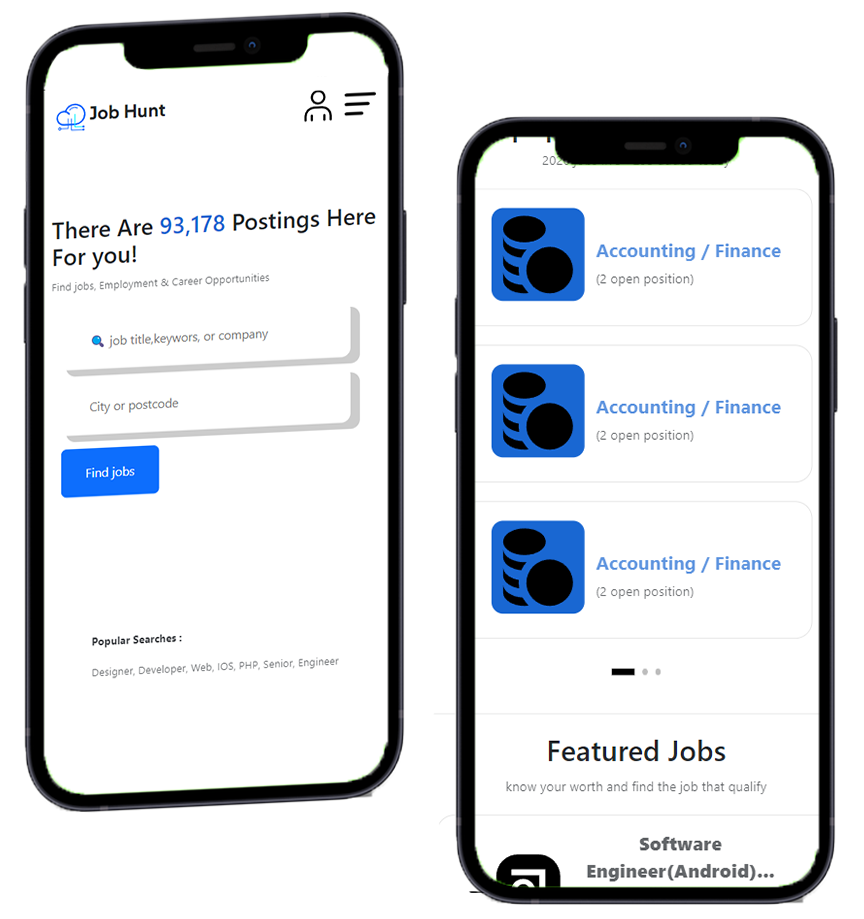 Job Hunt
There Are 93,178 Postings Here
For you!
Find jobs, Employment & Career Opportunities
job title,keywors, or company
City or postcode
Find jobs
Popular Searches :
Designer, Developer, Web, IOS, PHP, Senior, Engineer
Accounting / Finance
(2 open position)
Accounting / Finance
(2 open position)
Accounting / Finance
(2 open position)
Featured Jobs
know your worth and find the job that qualify
Software
Engineer(Android)...